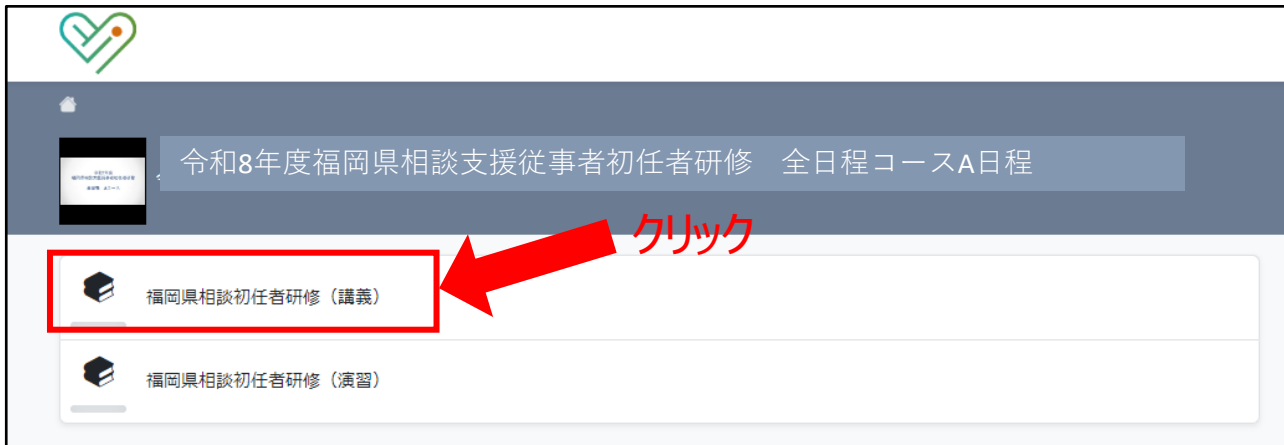 令和8年度福岡県相談支援従事者初任者研修　全日程コースA日程
クリック
福岡県相談初任者研修（講義）
福岡県相談初任者研修（演習）